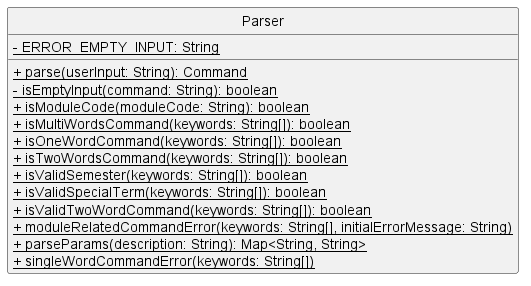 Parser
- ERROR_EMPTY_INPUT: String
+ parse(userInput: String): Command
- isEmptyInput(command: String): boolean
+ isModuleCode(moduleCode: String): boolean
+ isMultiWordsCommand(keywords: String[]): boolean
+ isOneWordCommand(keywords: String[]): boolean
+ isTwoWordsCommand(keywords: String[]): boolean
+ isValidSemester(keywords: String[]): boolean
+ isValidSpecialTerm(keywords: String[]): boolean
+ isValidTwoWordCommand(keywords: String[]): boolean
+ moduleRelatedCommandError(keywords: String[], initialErrorMessage: String)
+ parseParams(description: String): Map<String, String>
+ singleWordCommandError(keywords: String[])